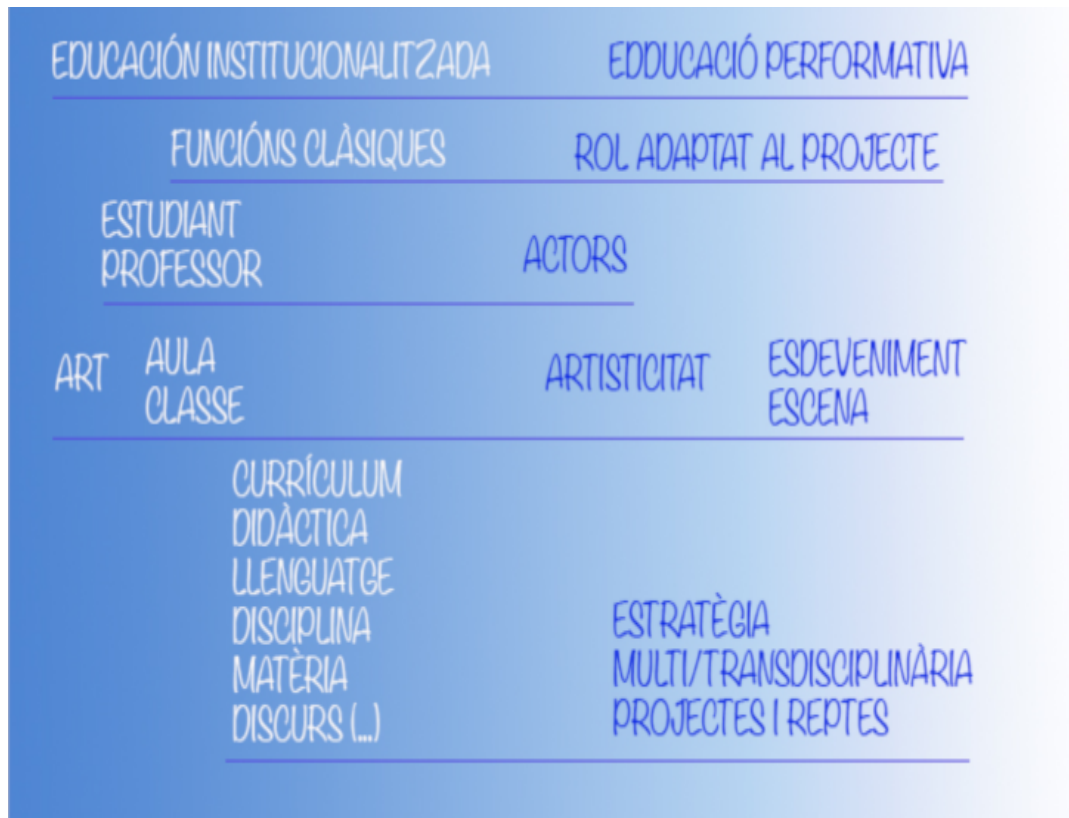 EDUCACIÓN INSTITUCIONALITZADA EDDUCACIÓ PERFORMATIVA
FUNCIÓNS CLÀSIQUES ROL ADAPTAT AL PROJECTE
ESTUDIANT
PROFESSOR
ACTORS
ART
AULA
CLASSE
ARTISTICITAT
ESDEVENIMENT
ESCENA
CURRÍCULUM
DIDÀCTICA
LLENGUATGE
DISCIPLINA
MATÈRIA
DISCURS (...)
ESTRATÈGIA
MULTI/TRANSDISCIPLINÀRIA
PROJECTES I REPTES